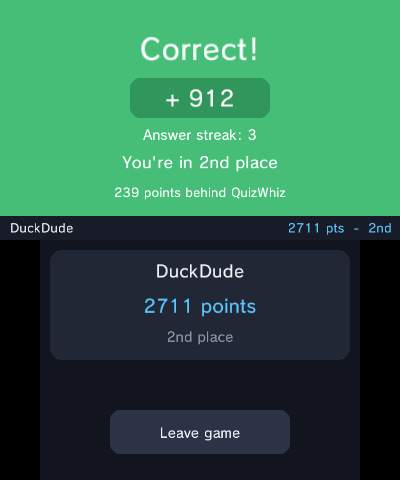 Correct!
+ 912
Answer streak: 3
You're in 2nd place
239 points behind QuizWhiz
DuckDude 2711 pts - 2nd
DuckDude
2711 points
2nd place
Leave game